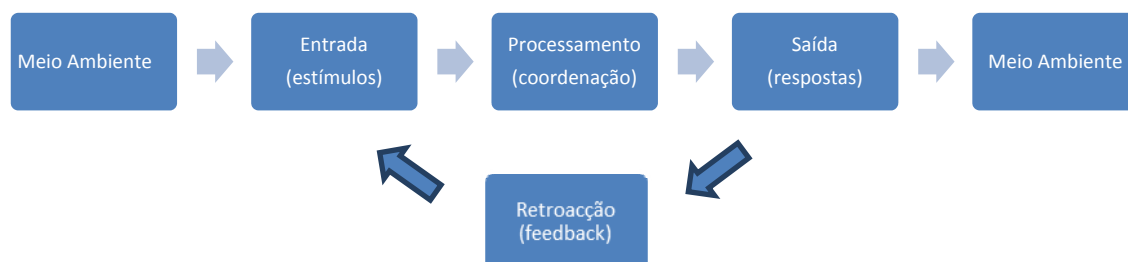 Meio Ambiente
Entrada
(estímulos)
Processamento
(coordenação)
Saída
(respostas)
Meio Ambiente
Retroacção
(feedback)